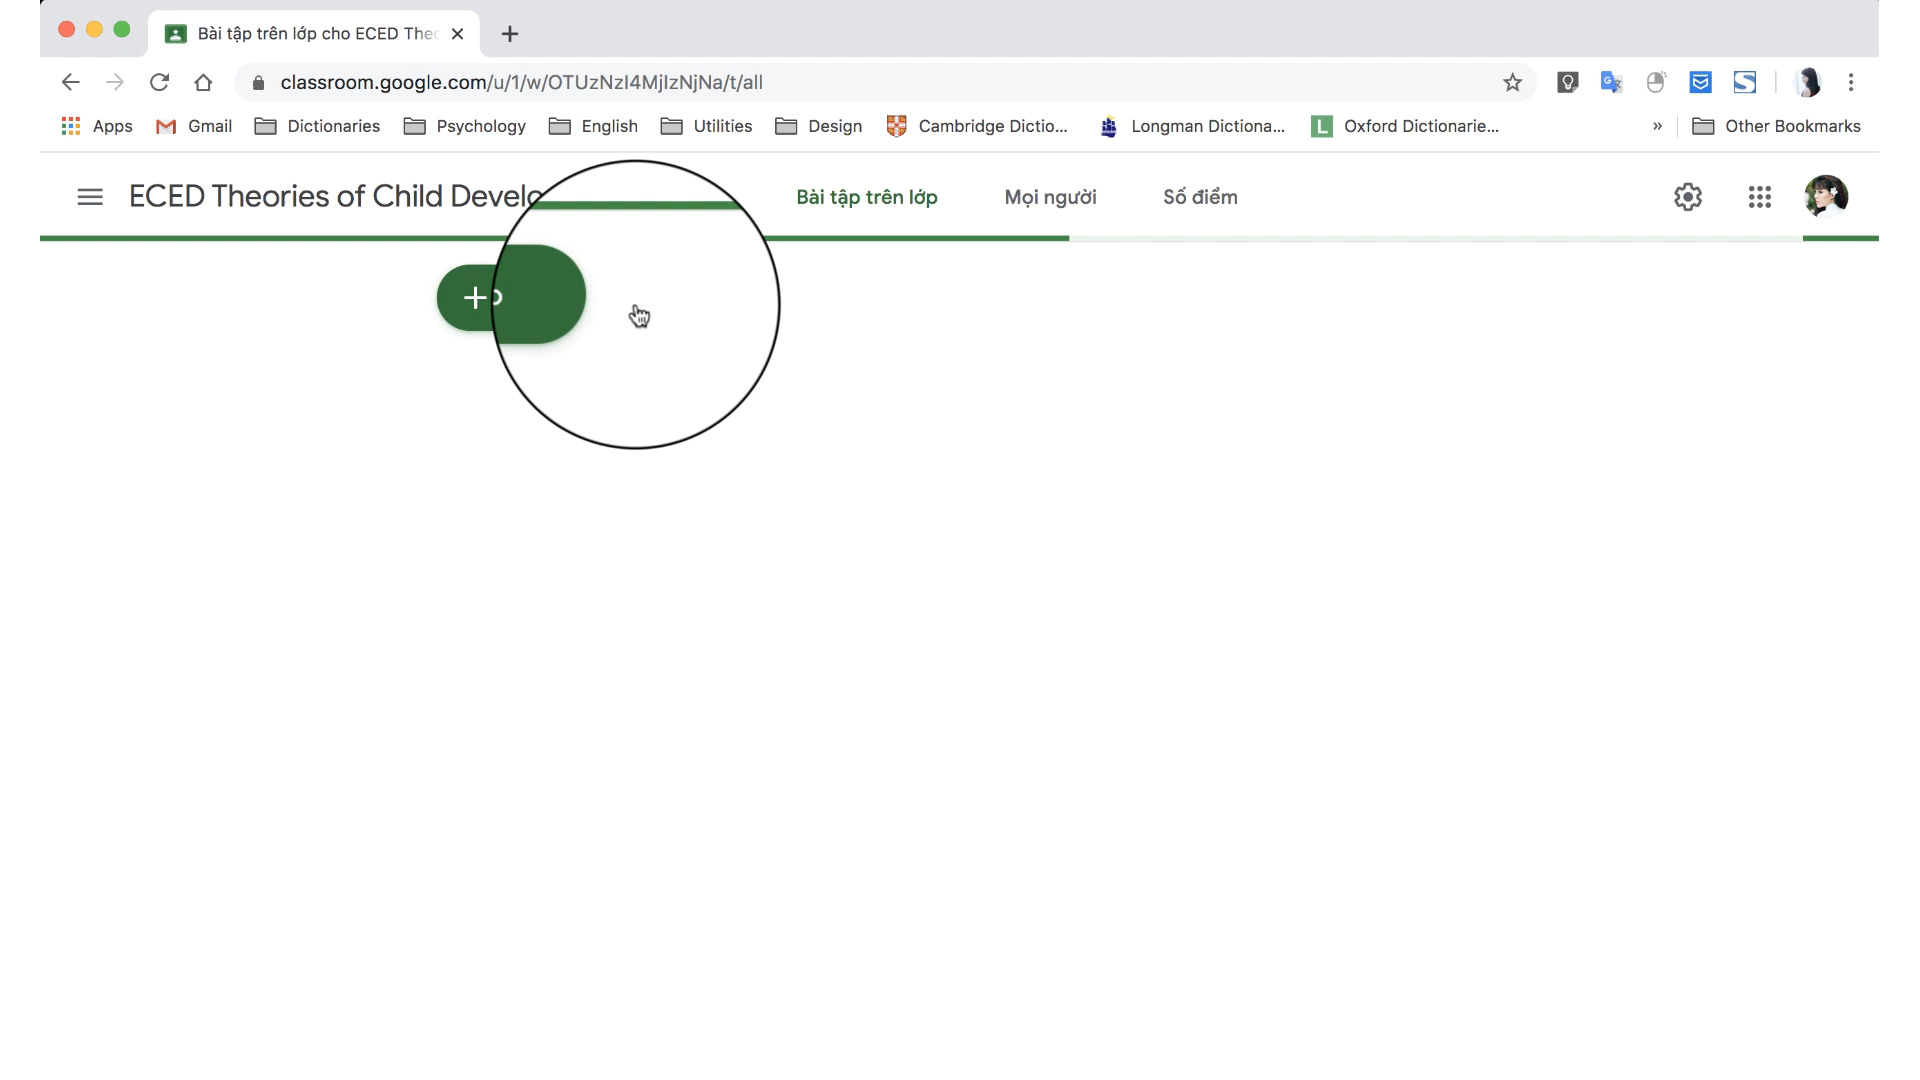 Bài tập trên lớp cho ECED Theo
classroom.google.com/u/1/w/OTUzNzI4MjIzNjNa/t/all
Apps Gmail Dictionaries Psychology English Utilities Design Cambridge Dictio... Longman Dictiona... Oxford Dictionarie... » Other Bookmarks
ECED Theories of Child Develo Bài tập trên lớp Mọi người Số điểm